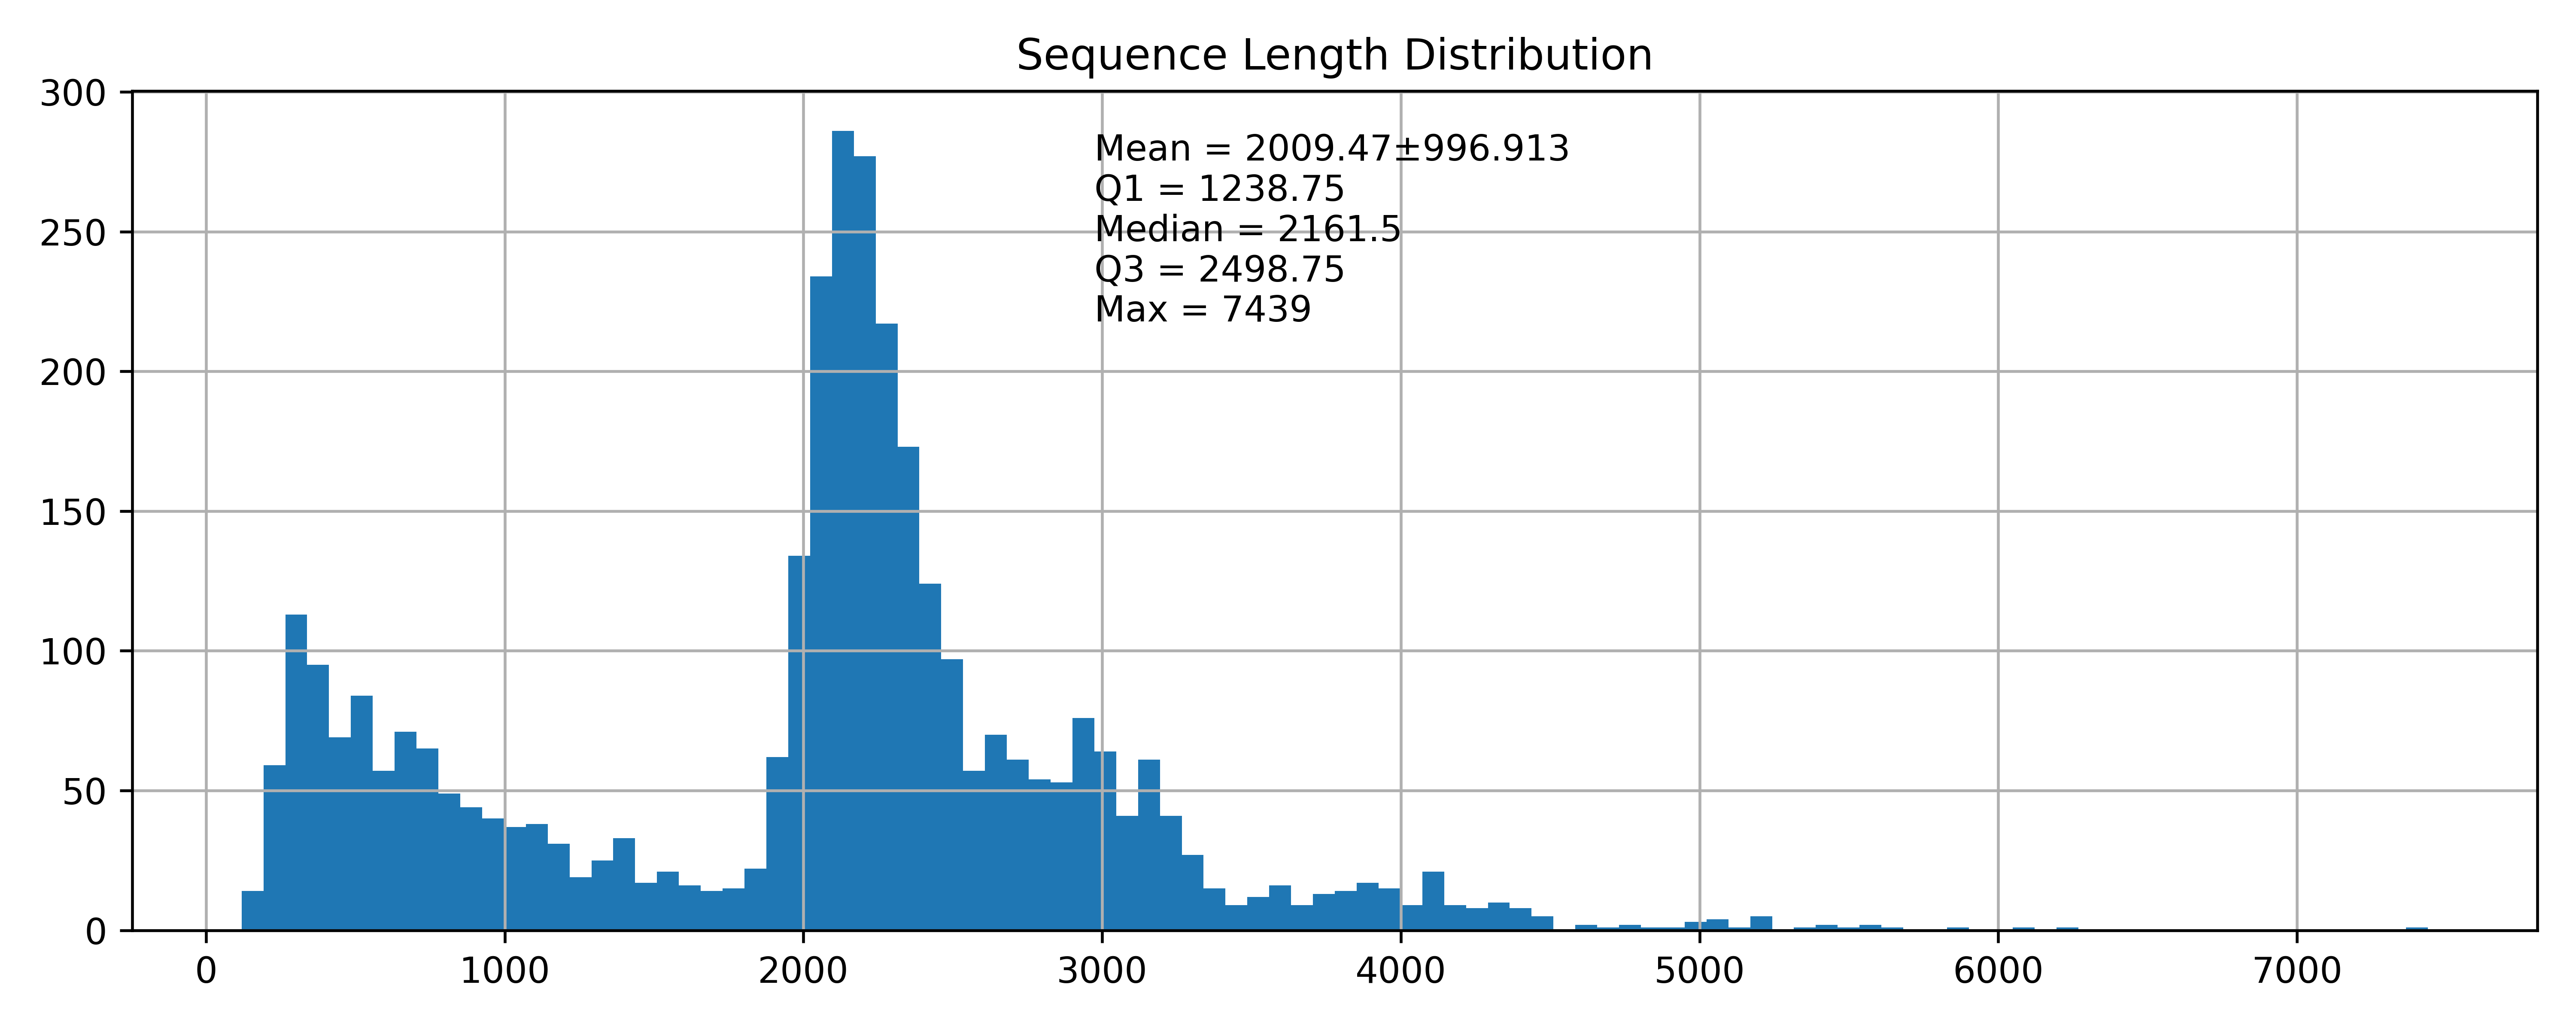 Sequence Length Distribution
300
250
200
150
100
50
0
Mean = 2009.47±996.913
Q1 = 1238.75
Median = 2161.5
Q3 = 2498.75
Max = 7439
0 1000 2000 3000 4000 5000 6000 7000